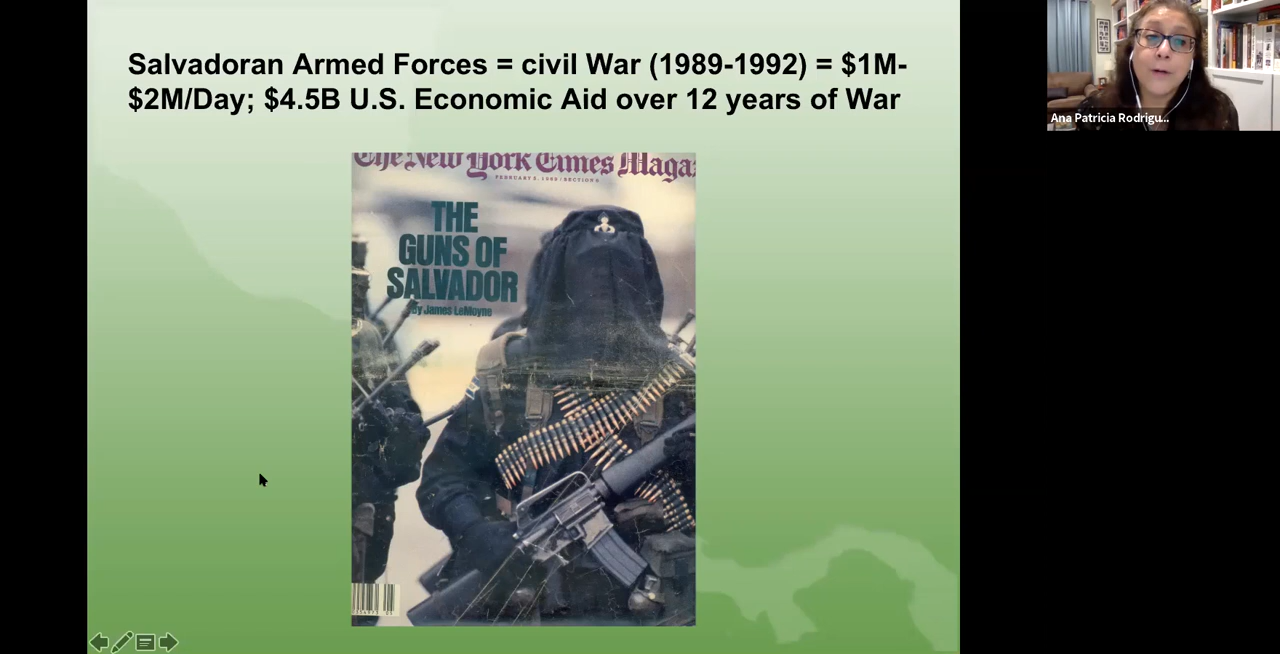 Salvadoran Armed Forces = civil War (1989-1992) = $1M-
$2M/Day; $4.5B U.S. Economic Aid over 12 years of War
The New York Times Magaz
THE
GUNS OF
SALVADOR
By James LeMoyne
Ana Patricia Rodrigu...